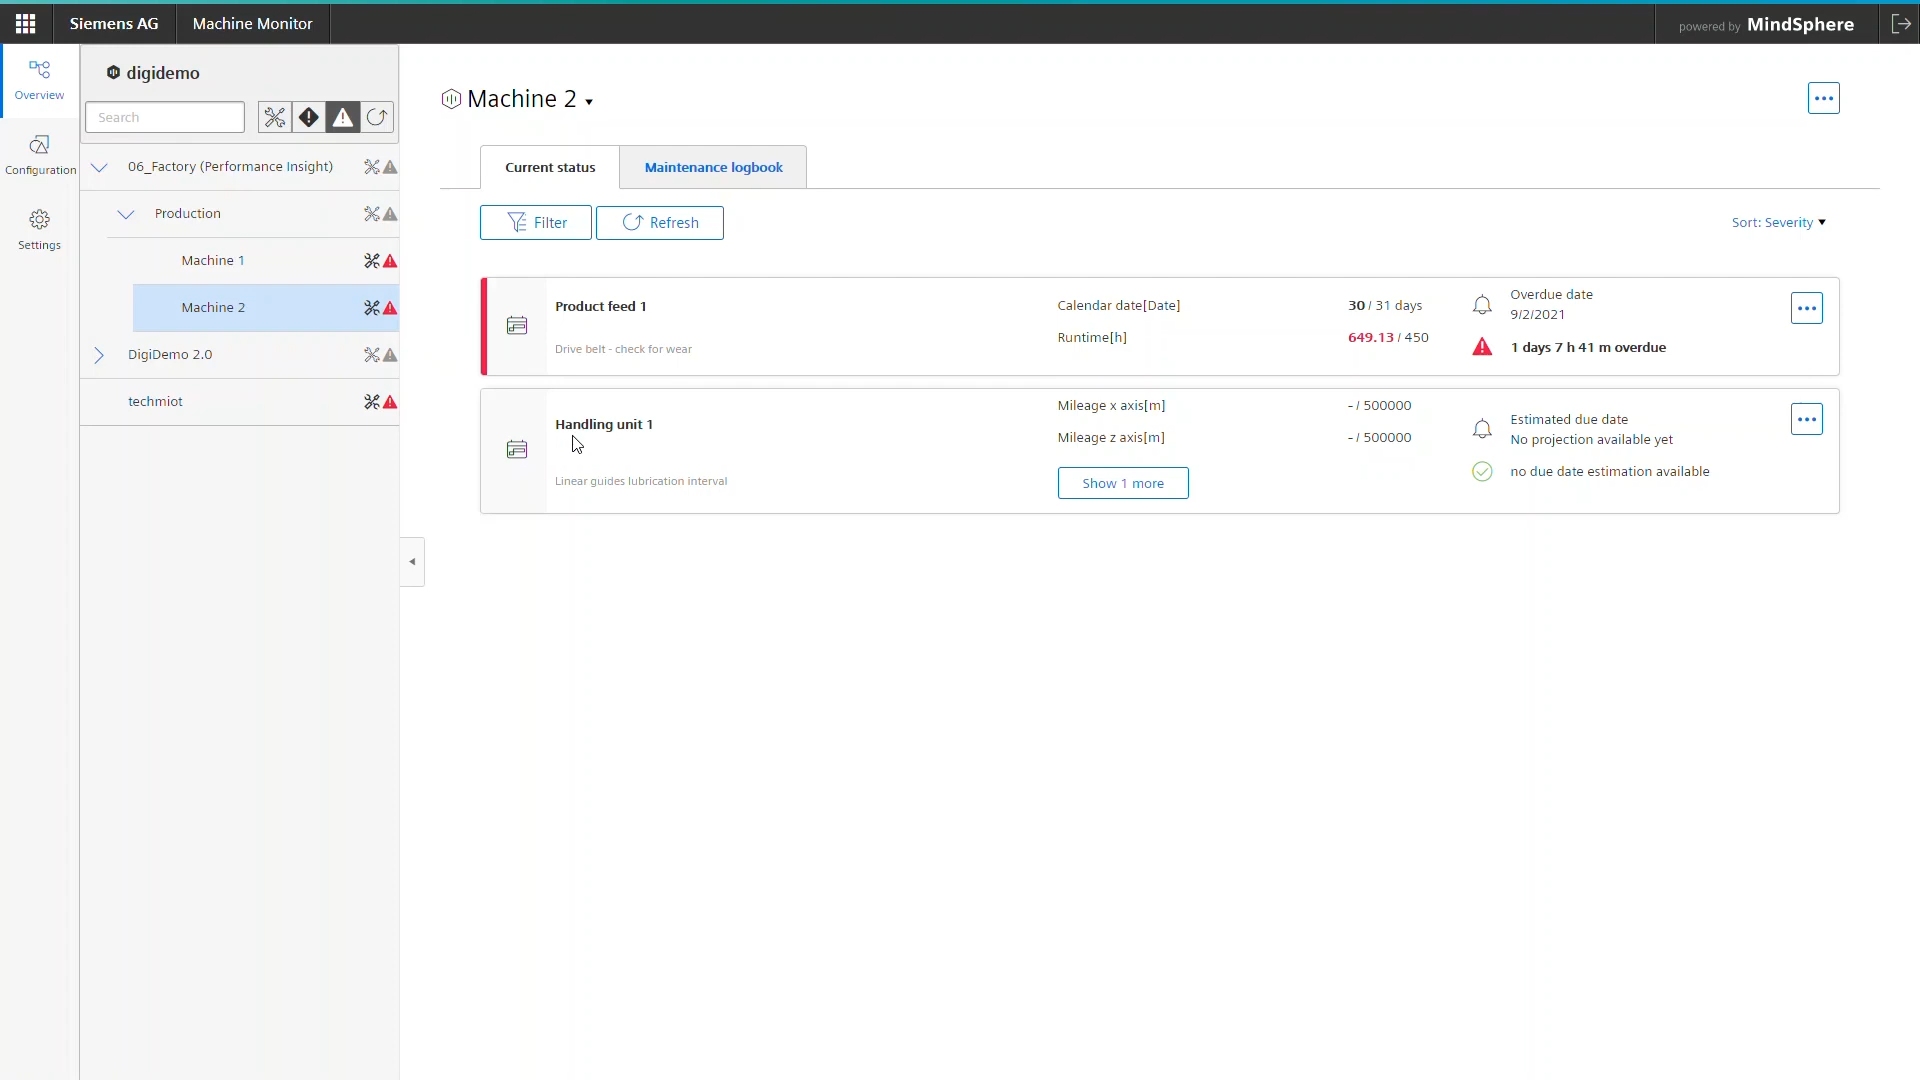 Siemens AG
Machine Monitor
powered by MindSphere
Overview
Configuration
Settings
digidemo
Search
06_Factory (Performance Insight)
Production
Machine 1
Machine 2
DigiDemo 2.0
techmiot
Machine 2
Current status
Maintenance logbook
Filter
Refresh
Sort: Severity
Product feed 1
Drive belt - check for wear
Calendar date[Date]
30 / 31 days
Runtime[h]
649.13 / 450
Overdue date
9/2/2021
1 days 7 h 41 m overdue
Handling unit 1
Linear guides lubrication interval
Mileage x axis[m]
- / 500000
Mileage z axis[m]
- / 500000
Show 1 more
Estimated due date
No projection available yet
no due date estimation available